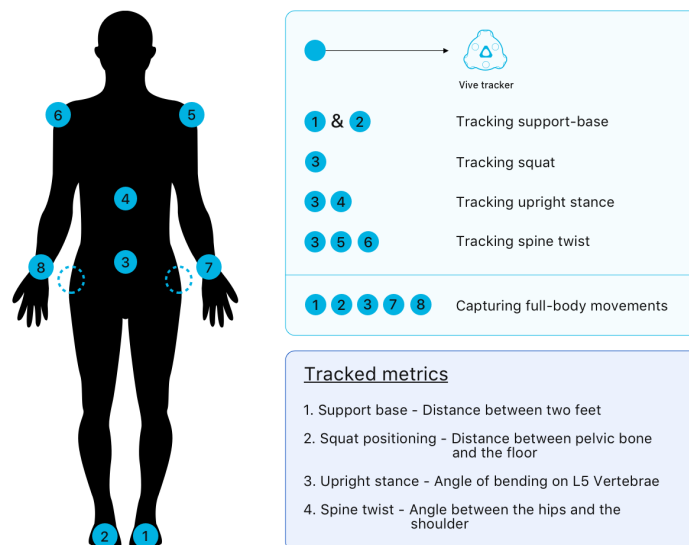 6
5
4
3
8
7
2
1
Vive tracker
1 & 2 Tracking support-base
3 Tracking squat
3 4 Tracking upright stance
3 5 6 Tracking spine twist
1 2 3 7 8 Capturing full-body movements
Tracked metrics
1. Support base - Distance between two feet
2. Squat positioning - Distance between pelvic bone
and the floor
3. Upright stance - Angle of bending on L5 Vertebrae
4. Spine twist - Angle between the hips and the
shoulder